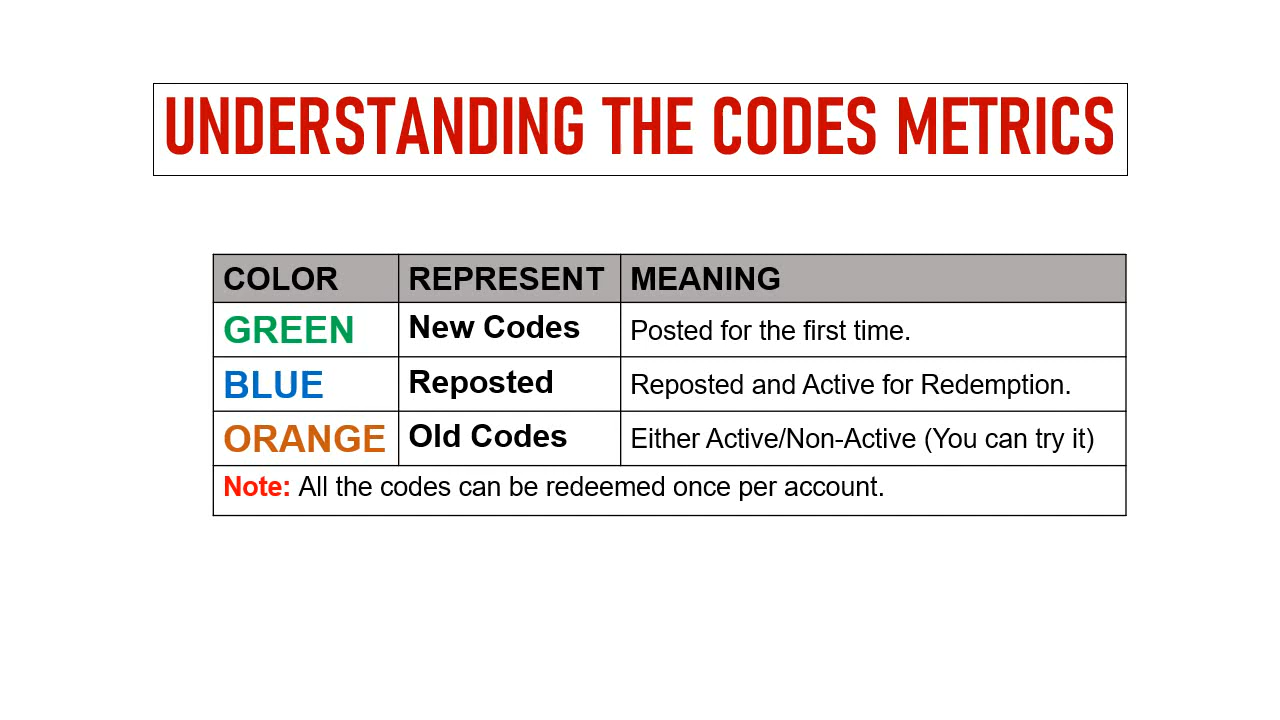 UNDERSTANDING THE CODES METRICS
COLOR REPRESENT MEANING
GREEN New Codes Posted for the first time.
BLUE Reposted Reposted and Active for Redemption.
ORANGE Old Codes Either Active/Non-Active (You can try it)
Note: All the codes can be redeemed once per account.